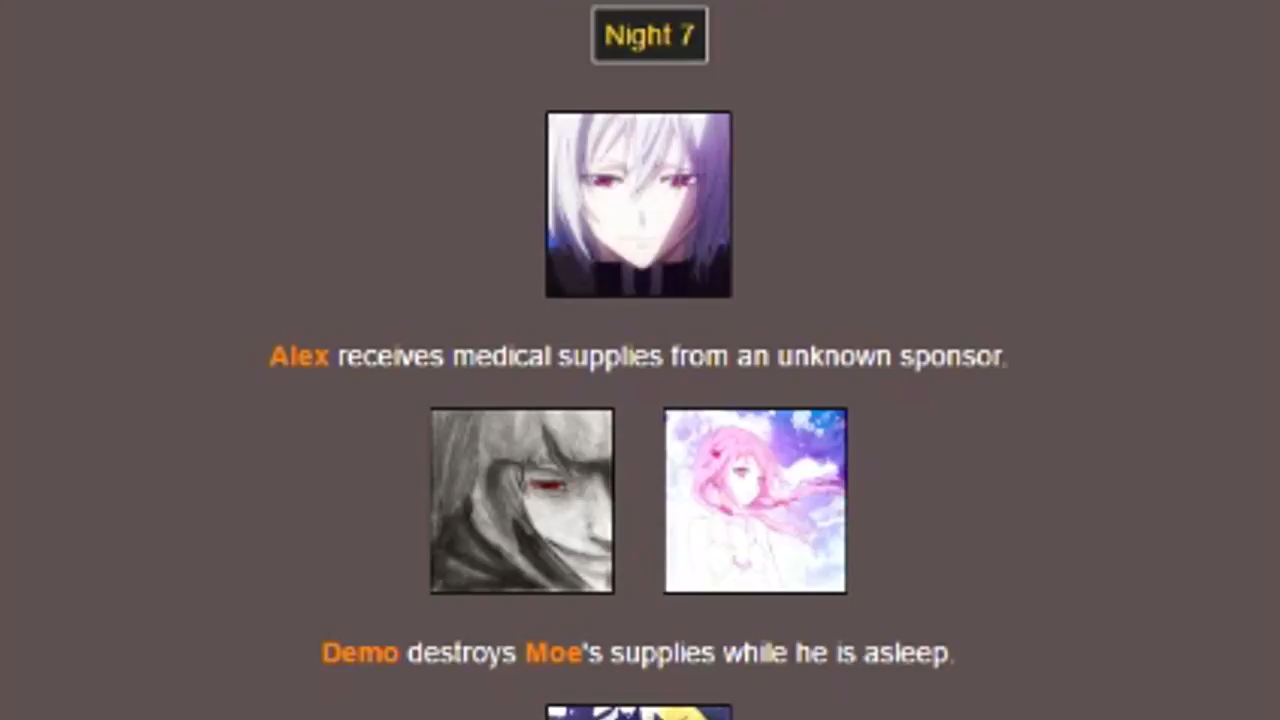 Night 7
Alex receives medical supplies from an unknown sponsor.
Demo destroys Moe's supplies while he is asleep.